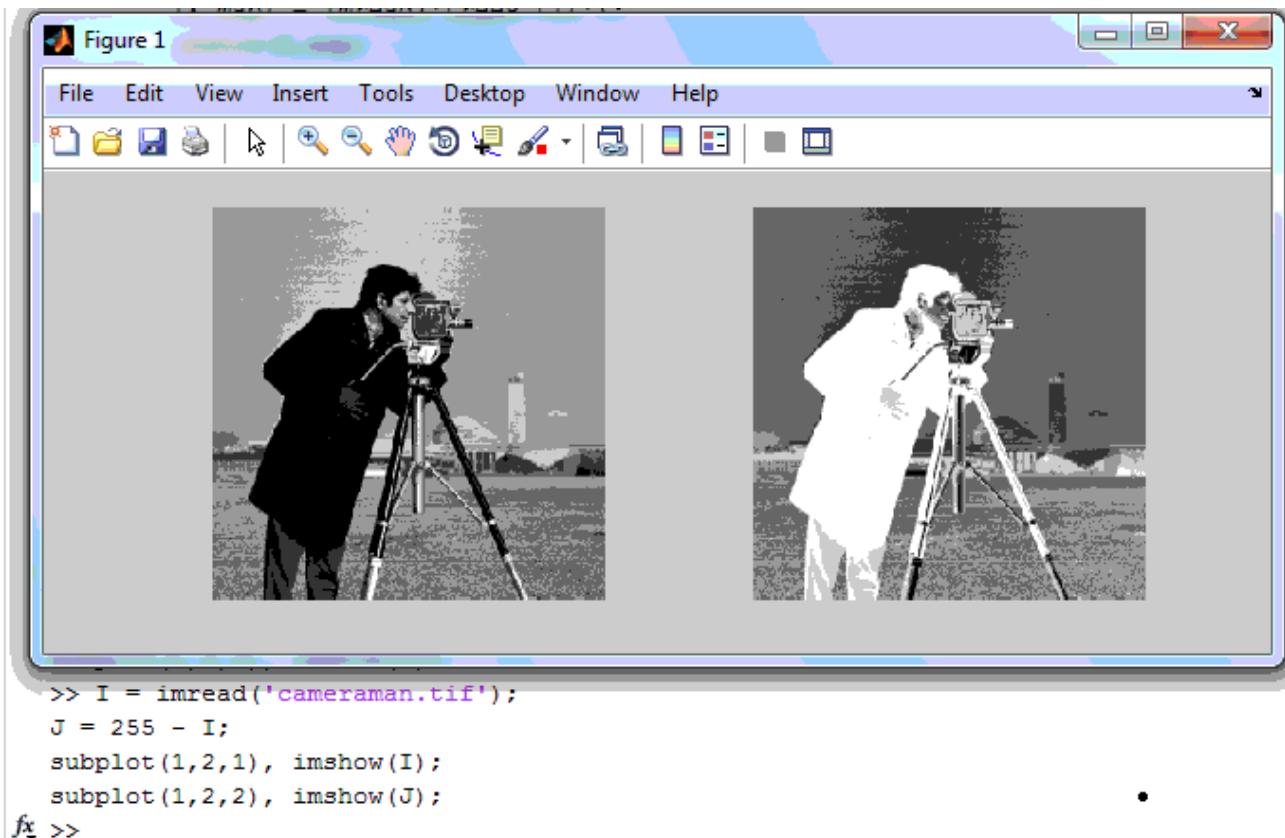 Figure 1
File Edit View Insert Tools Desktop Window Help
>> I = imread('cameraman.tif');
J = 255 - I;
subplot(1,2,1), imshow(I);
subplot(1,2,2), imshow(J);
fx >>